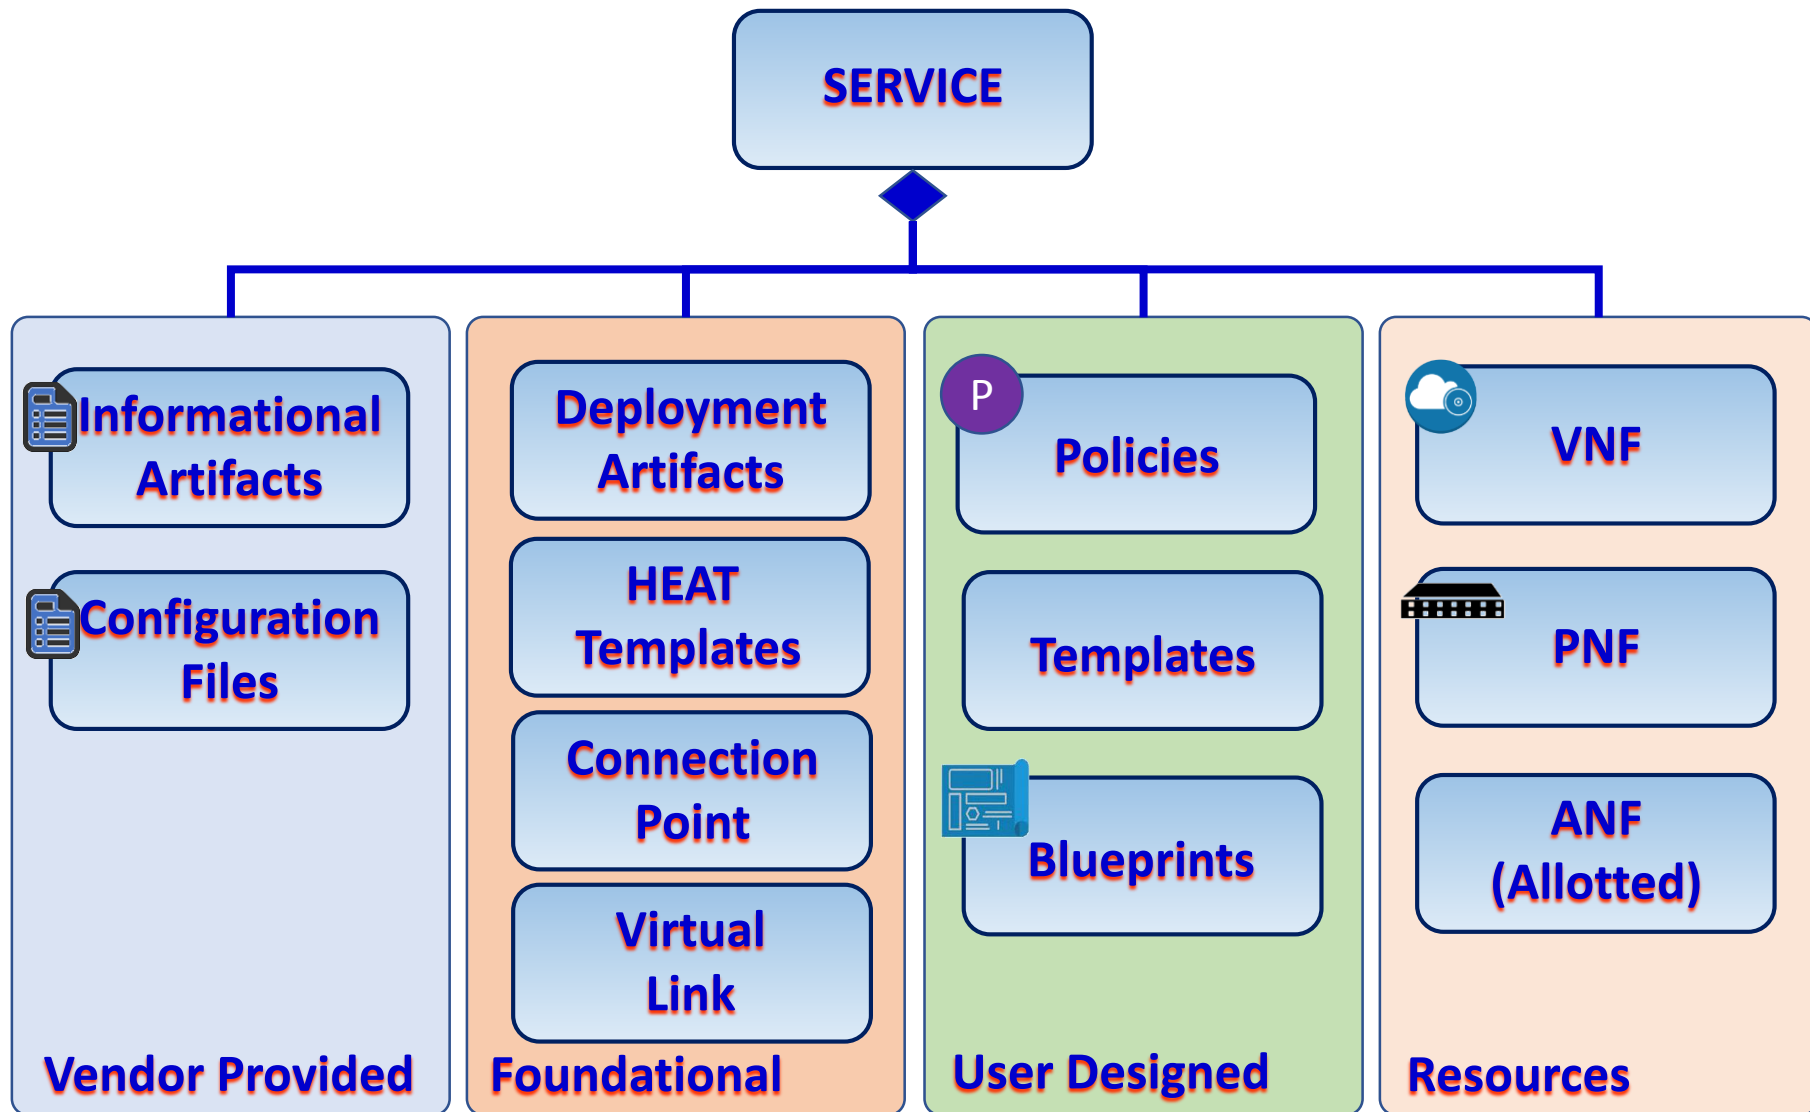 SERVICE
Informational
Artifacts
Configuration
Files
Vendor Provided
Deployment
Artifacts
HEAT
Templates
Connection
Point
Virtual
Link
Foundational
P
Policies
Templates
Blueprints
User Designed
VNF
PNF
ANF
(Allotted)
Resources